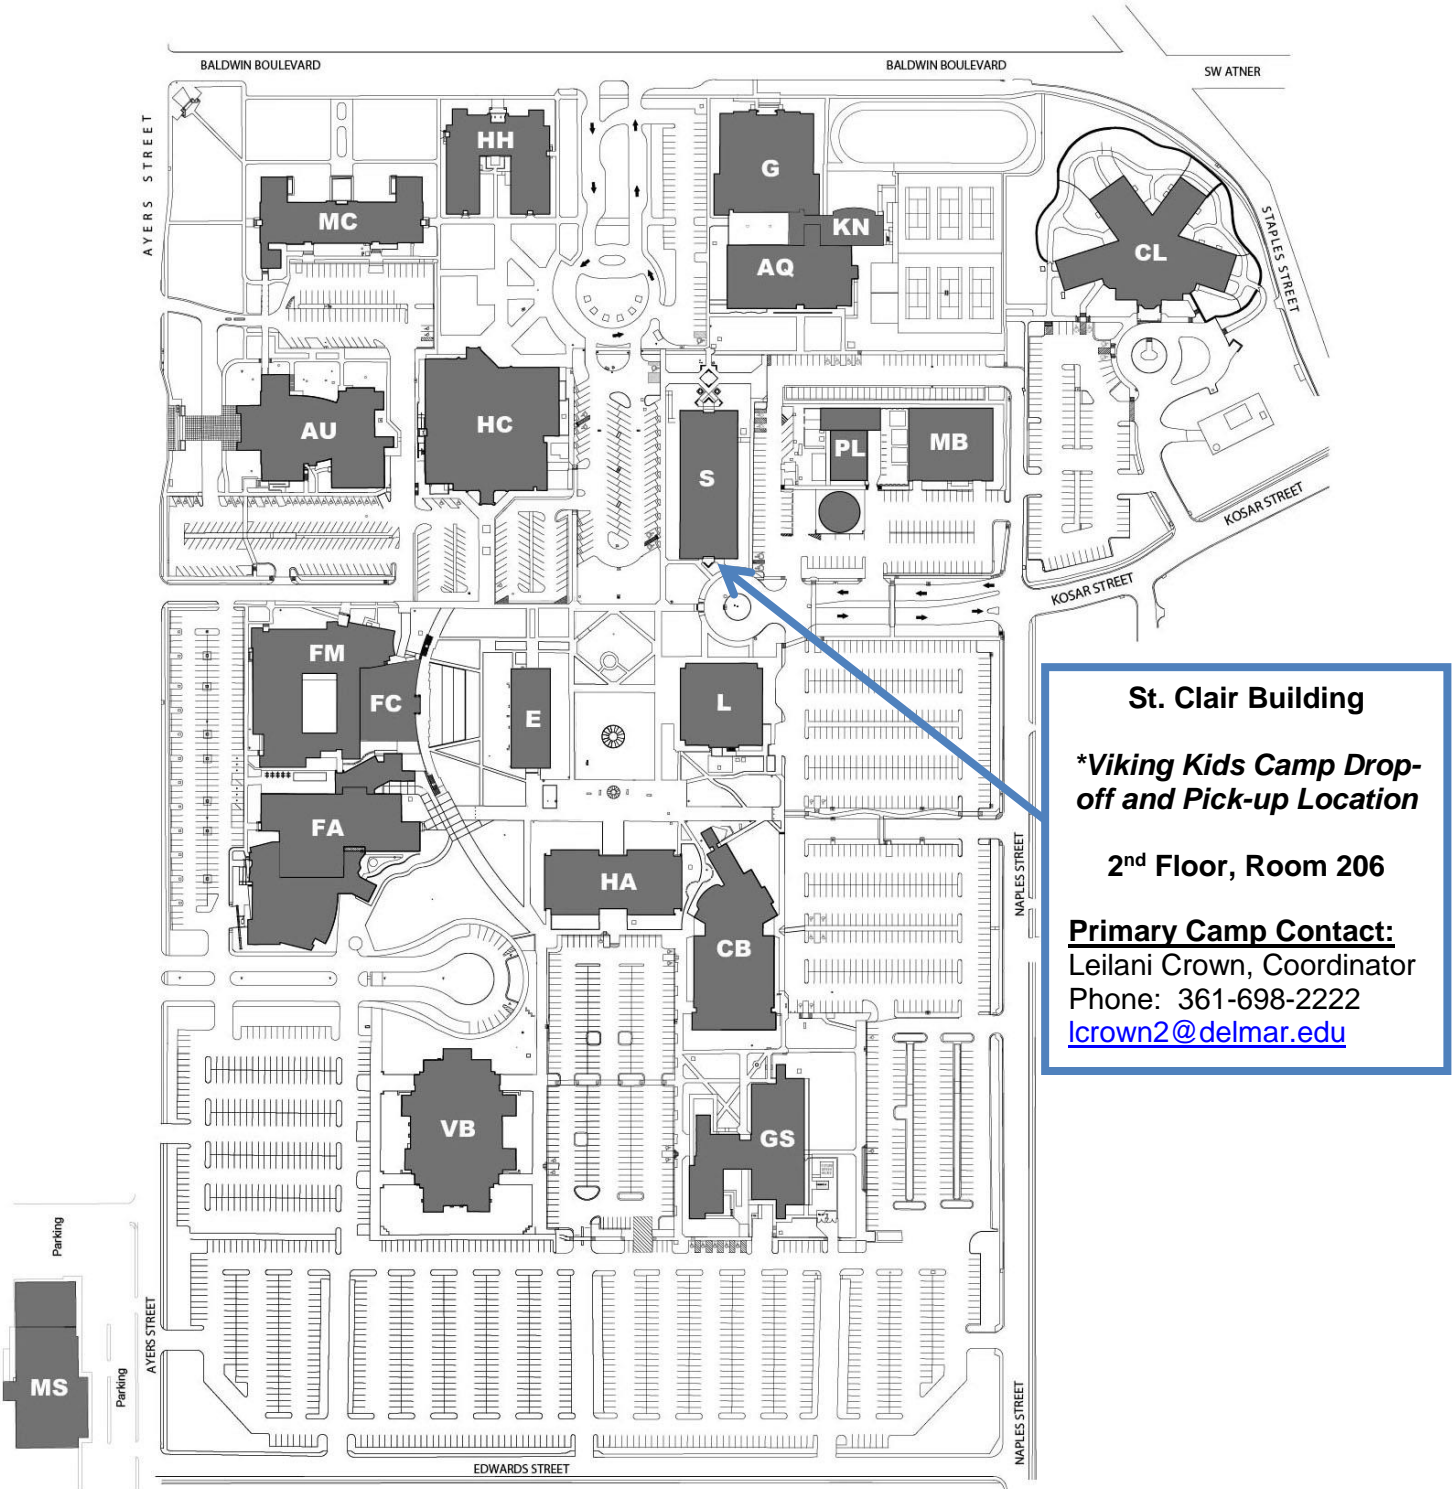 BALDWIN BOULEVARD
BALDWIN BOULEVARD
SW ATNER
AYERS STREET
HH
G
MC
KN
STAPLES STREET
CL
AQ
AU
HC
S
PL
MB
KOSAR STREET
KOSAR STREET
FM
FC
E
L
St. Clair Building
*Viking Kids Camp Drop-
off and Pick-up Location
2nd Floor, Room 206
Primary Camp Contact:
Leilani Crown, Coordinator
Phone: 361-698-2222
lcrown2@delmar.edu
FA
HA
NAPLES STREET
CB
VB
GS
Parking
AYERS STREET
MS
Parking
NAPLES STREET
EDWARDS STREET